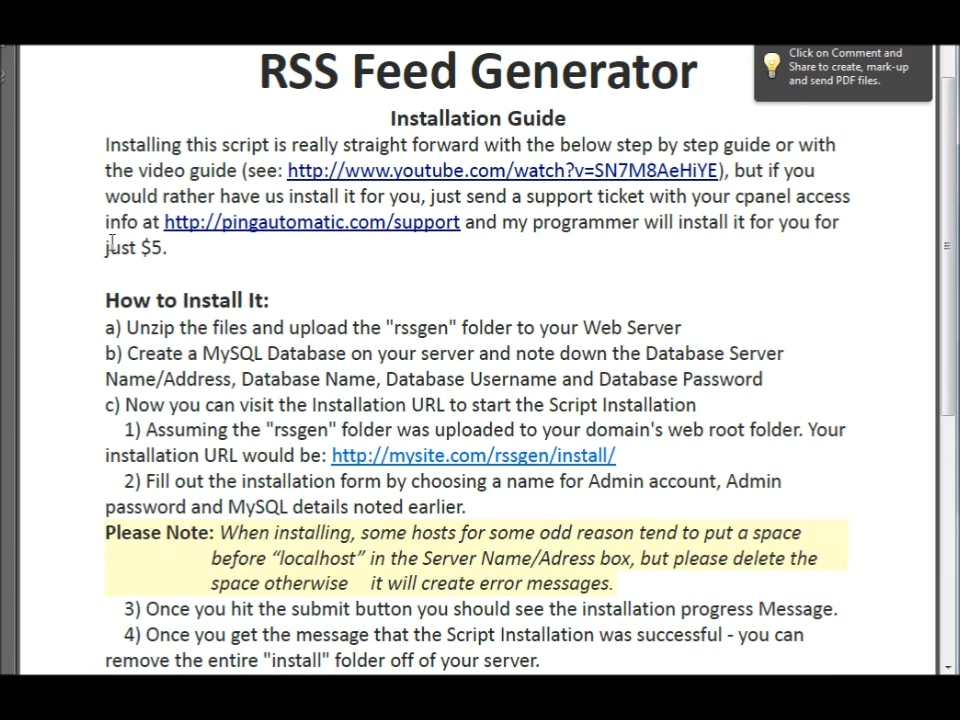 RSS Feed Generator
Click on Comment and
Share to create, mark-up
and send PDF files.
Installation Guide
Installing this script is really straight forward with the below step by step guide or with
the video guide (see: http://www.youtube.com/watch?v=SN7M8AeHiYE), but if you
would rather have us install it for you, just send a support ticket with your cpanel access
info at http://pingautomatic.com/support and my programmer will install it for you for
just $5.
How to Install It:
a) Unzip the files and upload the "rssgen" folder to your Web Server
b) Create a MySQL Database on your server and note down the Database Server
Name/Address, Database Name, Database Username and Database Password
c) Now you can visit the Installation URL to start the Script Installation
1) Assuming the "rssgen" folder was uploaded to your domain's web root folder. Your
installation URL would be: http://mysite.com/rssgen/install/
2) Fill out the installation form by choosing a name for Admin account, Admin
password and MySQL details noted earlier.
Please Note: When installing, some hosts for some odd reason tend to put a space
before “localhost” in the Server Name/Adress box, but please delete the
space otherwise it will create error messages.
3) Once you hit the submit button you should see the installation progress Message.
4) Once you get the message that the Script Installation was successful - you can
remove the entire "install" folder off of your server.